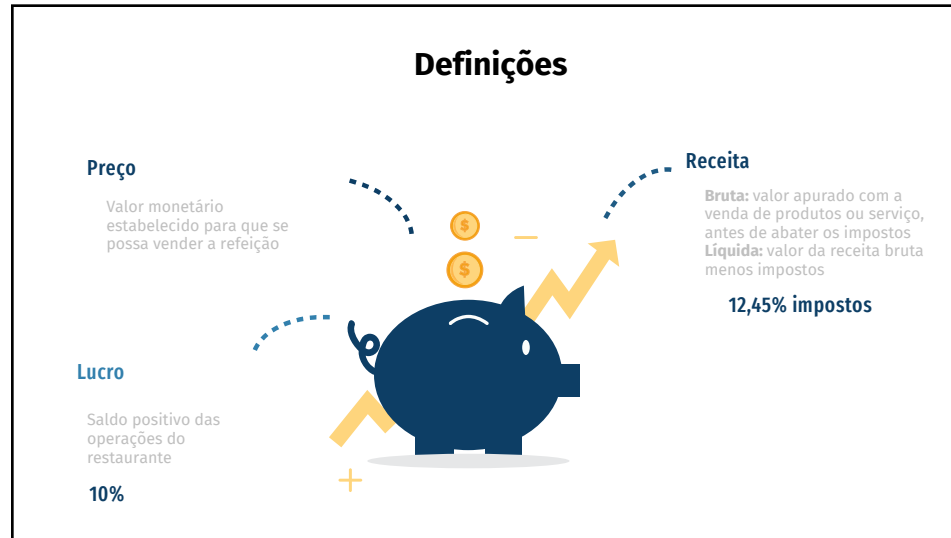 Definições
Preço
Valor monetário
estabelecido para que se
possa vender a refeição
Receita
Bruta: valor apurado com a
venda de produtos ou serviço,
antes de abater os impostos
Líquida: valor da receita bruta
menos impostos
12,45% impostos
$
$
Lucro
Saldo positivo das
operações do
restaurante
10%